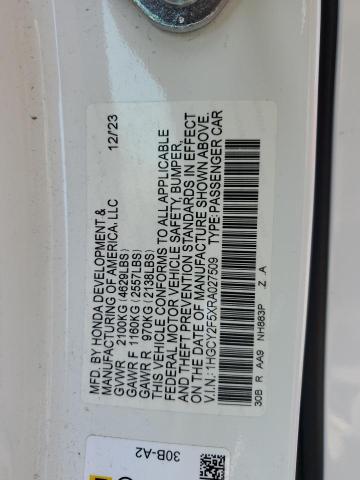 MFD. BY HONDA DEVELOPMENT &
MANUFACTURING OF AMERICA, LLC 12/23
GVWR 2100KG (4629LBS)
GAWR F 1160KG (2557LBS)
GAWR R 970KG (2138LBS)
THIS VEHICLE CONFORMS TO ALL APPLICABLE
FEDERAL MOTOR VEHICLE SAFETY, BUMPER,
AND THEFT PREVENTION STANDARDS IN EFFECT
ON THE DATE OF MANUFACTURE SHOWN ABOVE.
V.I.N.: 1HGCY2F5XRA027509 TYPE: PASSENGER CAR
30B R AA9 NH883P .Z .A
30B-A2